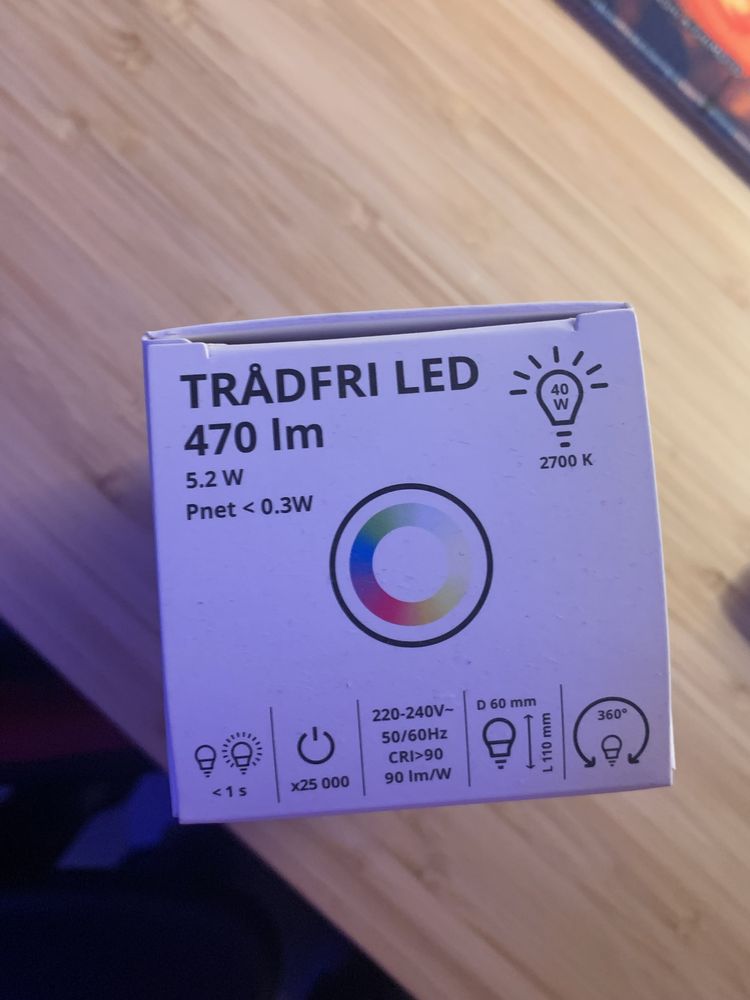 TRÅDFRI LED
470 lm
5.2 W
Pnet < 0.3W
40
W
2700 K
< 1 s
x25 000
220-240V~
50/60Hz
CRI>90
90 lm/W
D 60 mm
L 110 mm
360°